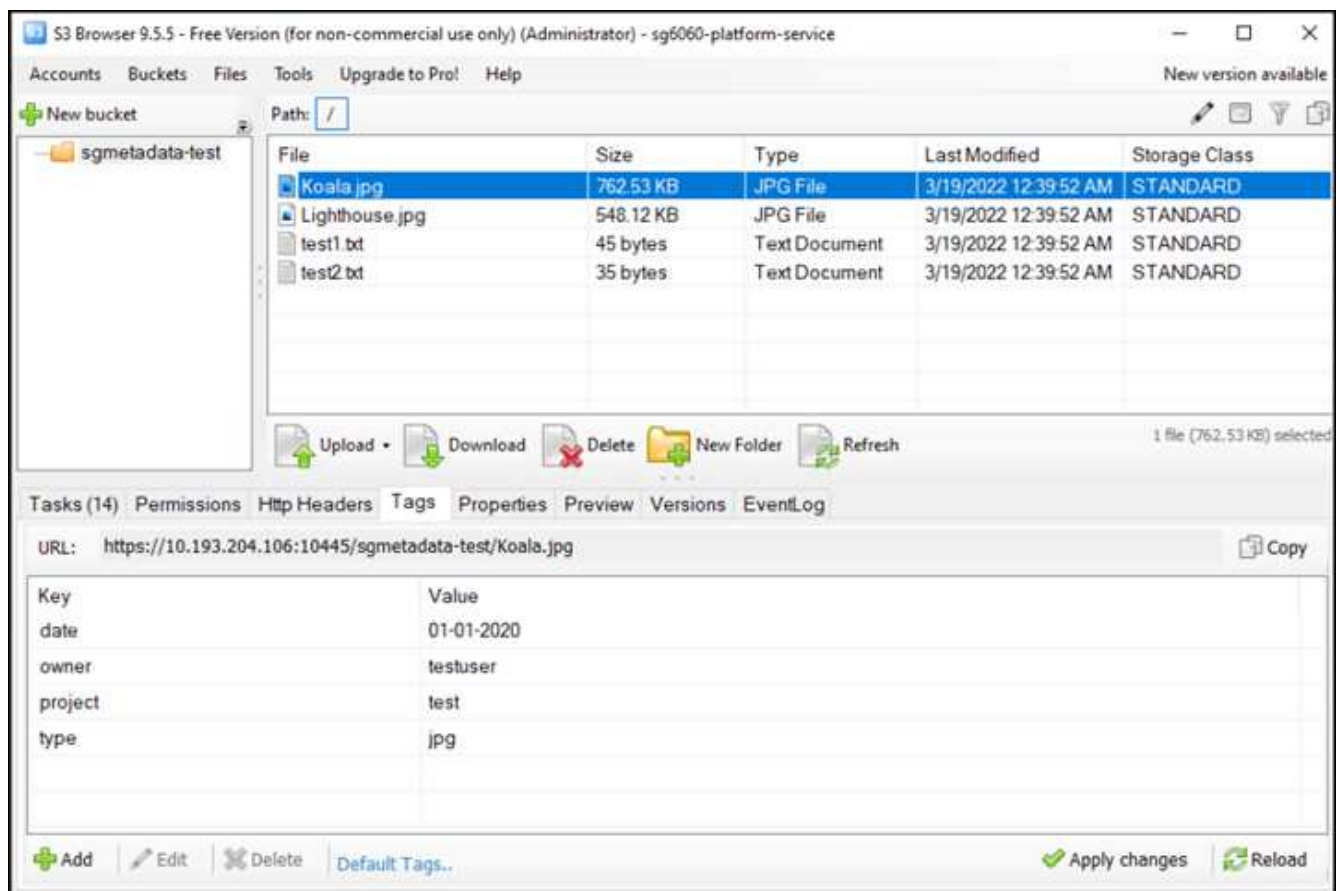 S3 Browser 9.5.5 - Free Version (for non-commercial use only) (Administrator) - sg6060-platform-service
Accounts Buckets Files Tools Upgrade to Pro! Help New version available
New bucket Path: /
sgmetadata-test
File Size Type Last Modified Storage Class
Koala.jpg 762.53 KB JPG File 3/19/2022 12:39:52 AM STANDARD
Lighthouse.jpg 548.12 KB JPG File 3/19/2022 12:39:52 AM STANDARD
test1.txt 45 bytes Text Document 3/19/2022 12:39:52 AM STANDARD
test2.txt 35 bytes Text Document 3/19/2022 12:39:52 AM STANDARD
Upload Download Delete New Folder Refresh 1 file (762.53 KB) selected
Tasks (14) Permissions Http Headers Tags Properties Preview Versions EventLog
URL: https://10.193.204.106:10445/sgmetadata-test/Koala.jpg Copy
Key Value
date 01-01-2020
owner testuser
project test
type jpg
Add Edit Delete Default Tags.. Apply changes Reload